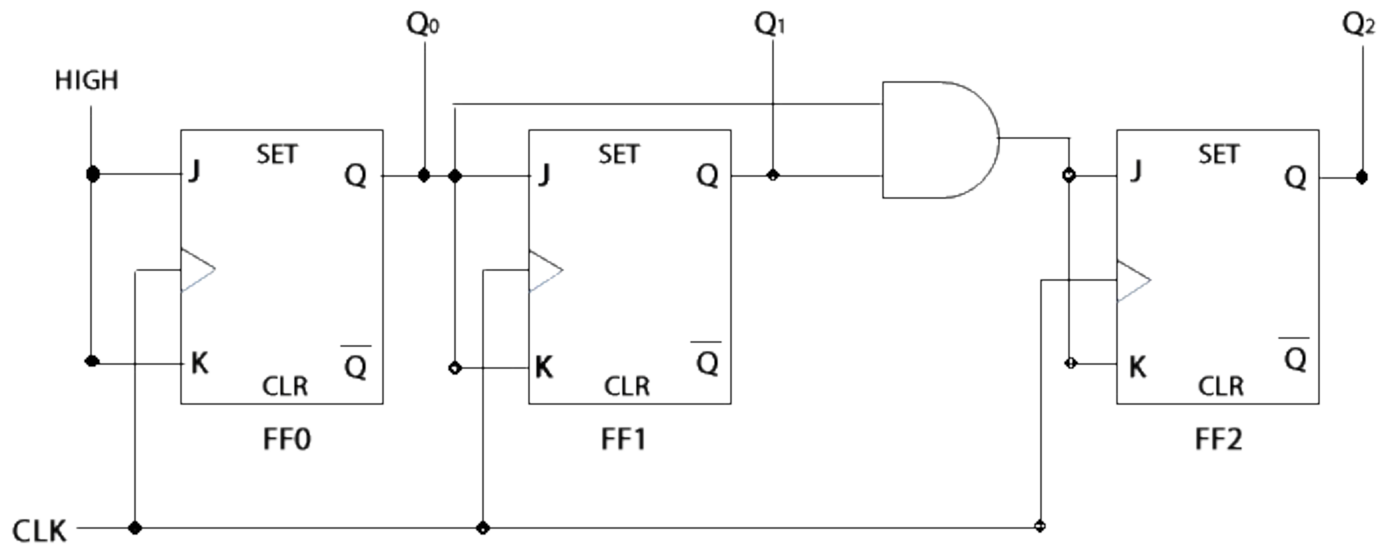 Q0 Q1 Q2
HIGH
SET SET SET
J Q J Q J Q
K Q̅ K Q̅ K Q̅
CLR CLR CLR
FF0 FF1 FF2
CLK